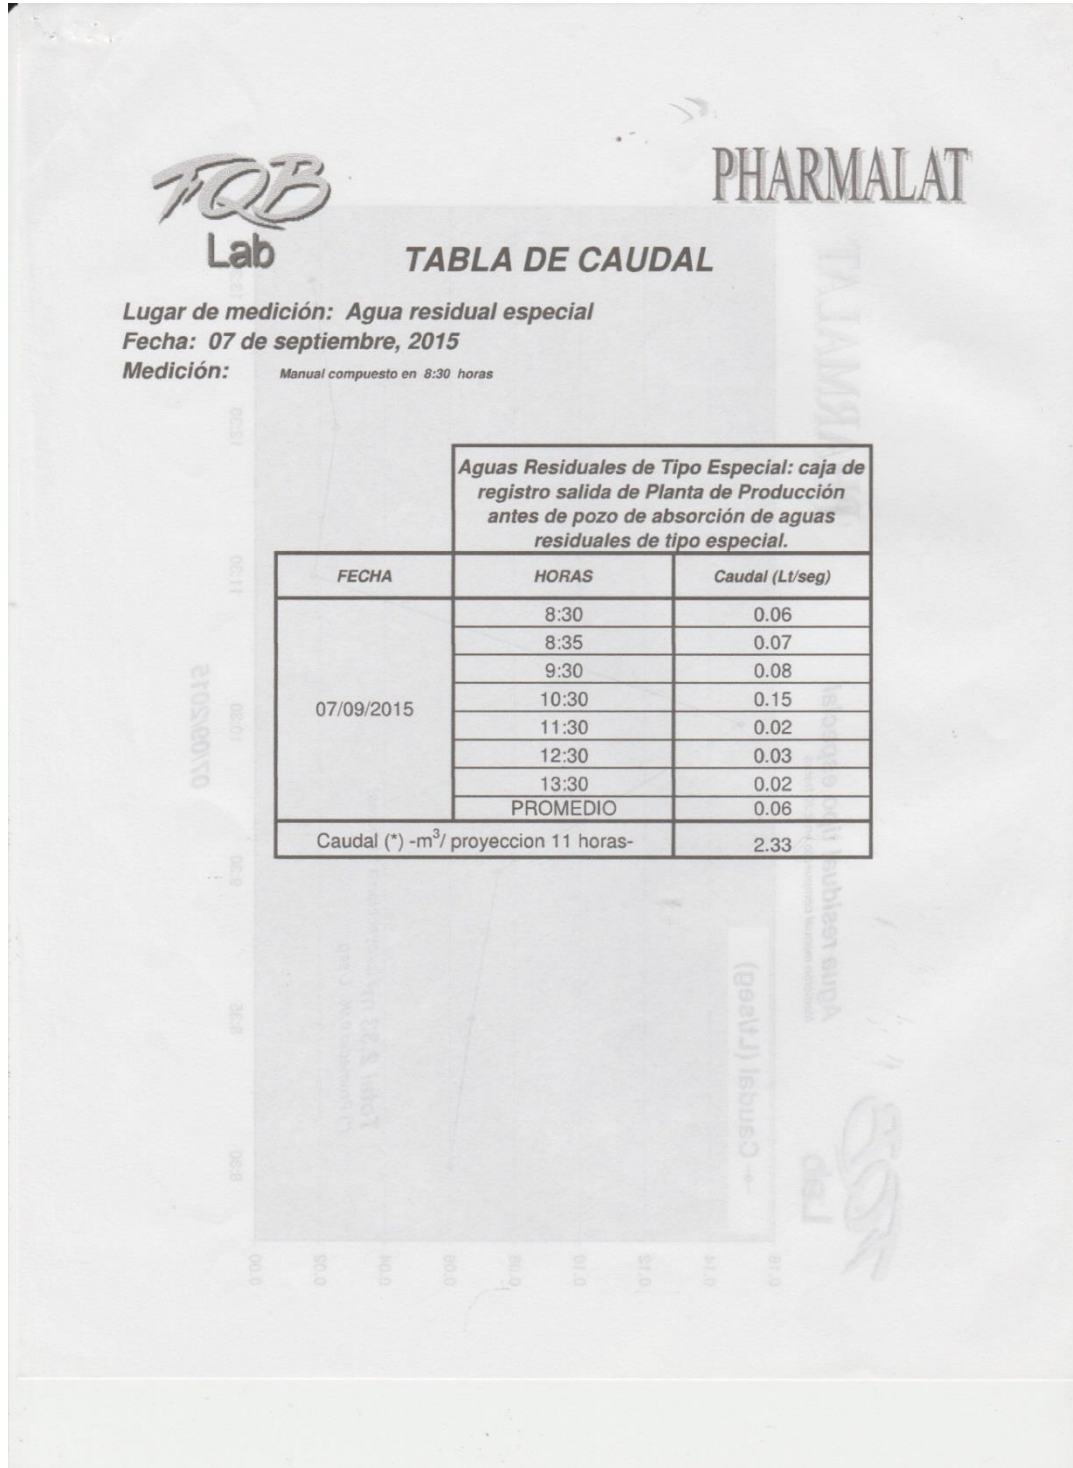 TQB
Lab
PHARMALAT
TABLA DE CAUDAL
Lugar de medición: Agua residual especial
Fecha: 07 de septiembre, 2015
Medición: Manual compuesto en 8:30 horas
Aguas Residuales de Tipo Especial: caja de
registro salida de Planta de Producción
antes de pozo de absorción de aguas
residuales de tipo especial.
FECHA HORAS Caudal (Lt/seg)
8:30 0.06
8:35 0.07
9:30 0.08
07/09/2015 10:30 0.15
11:30 0.02
12:30 0.03
13:30 0.02
PROMEDIO 0.06
Caudal (*) -m³/ proyeccion 11 horas- 2.33